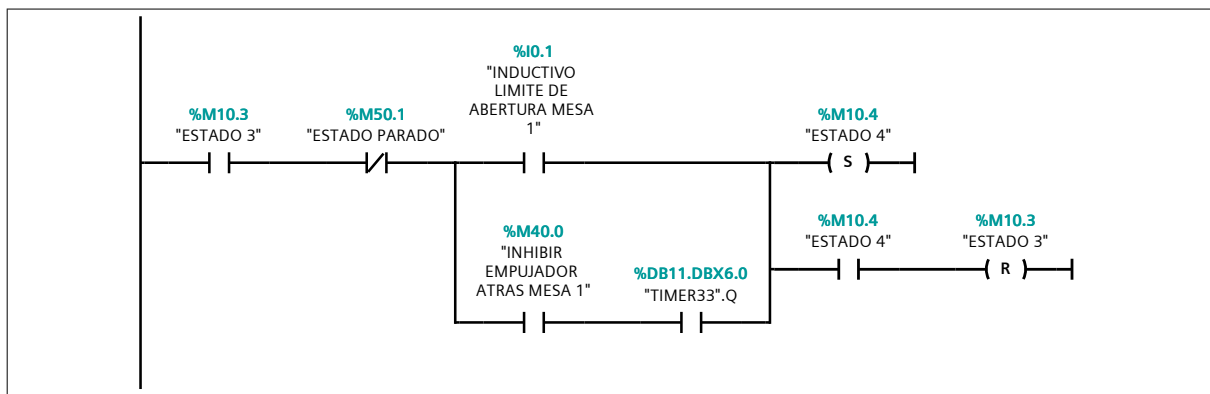 %I0.1
"INDUCTIVO
LIMITE DE
ABERTURA MESA
1"
%M10.3
"ESTADO 3"
%M50.1
"ESTADO PARADO"
%M10.4
"ESTADO 4"
S
%M40.0
"INHIBIR
EMPUJADOR
ATRAS MESA 1"
%DB11.DBX6.0
"TIMER33".Q
%M10.4
"ESTADO 4"
%M10.3
"ESTADO 3"
R